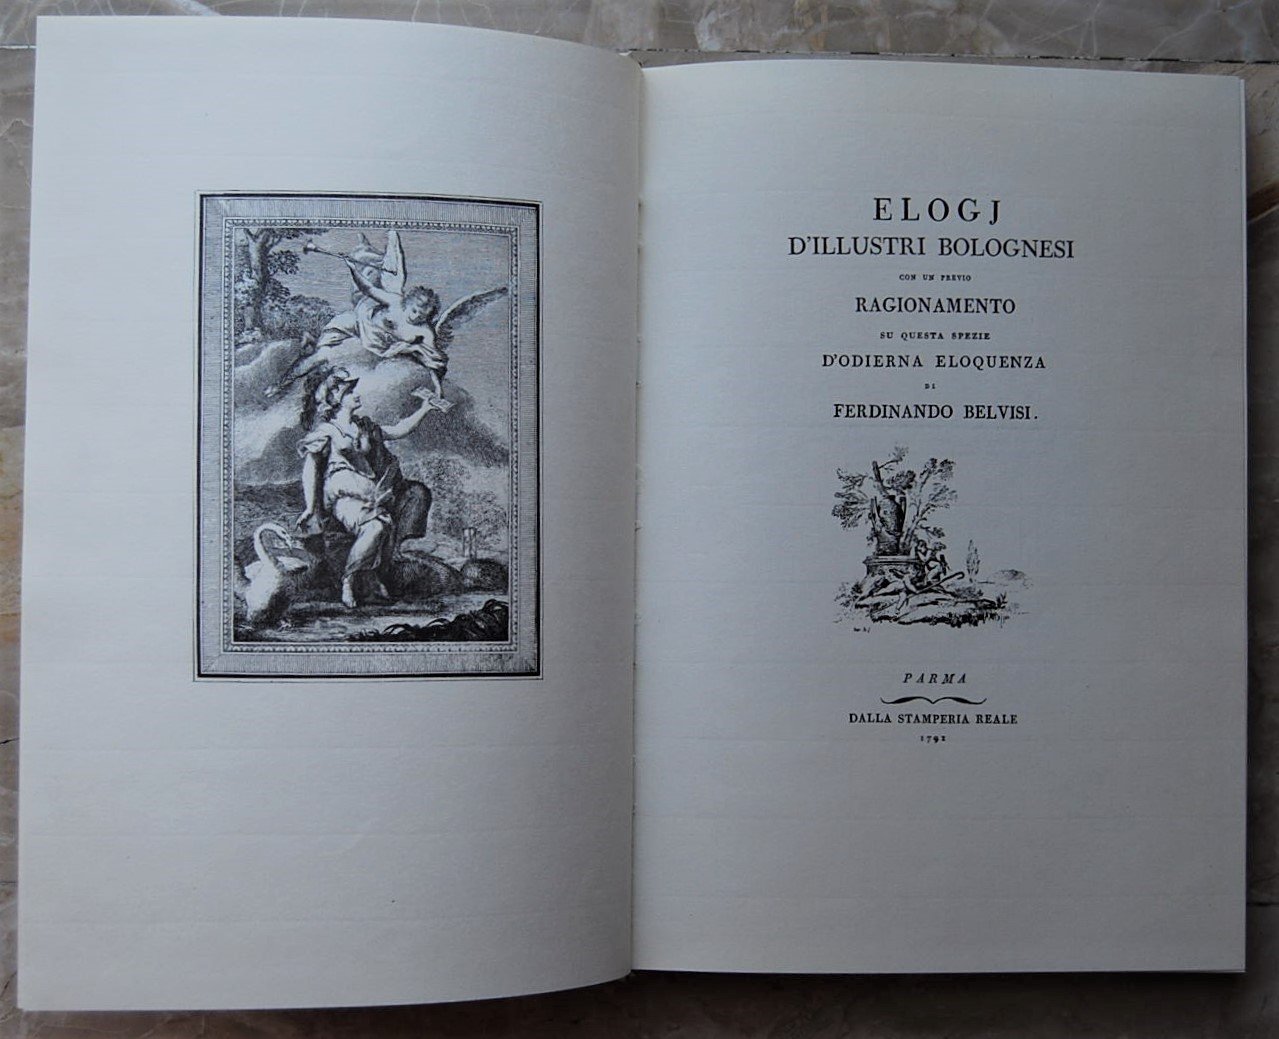 ELOGJ
D'ILLUSTRI BOLOGNESI
CON UN PREVIO
RAGIONAMENTO
SU QUESTA SPEZIE
D'ODIERNA ELOQUENZA
DI
FERDINANDO BELVISI.
PARMA
DALLA STAMPERIA REALE
1791